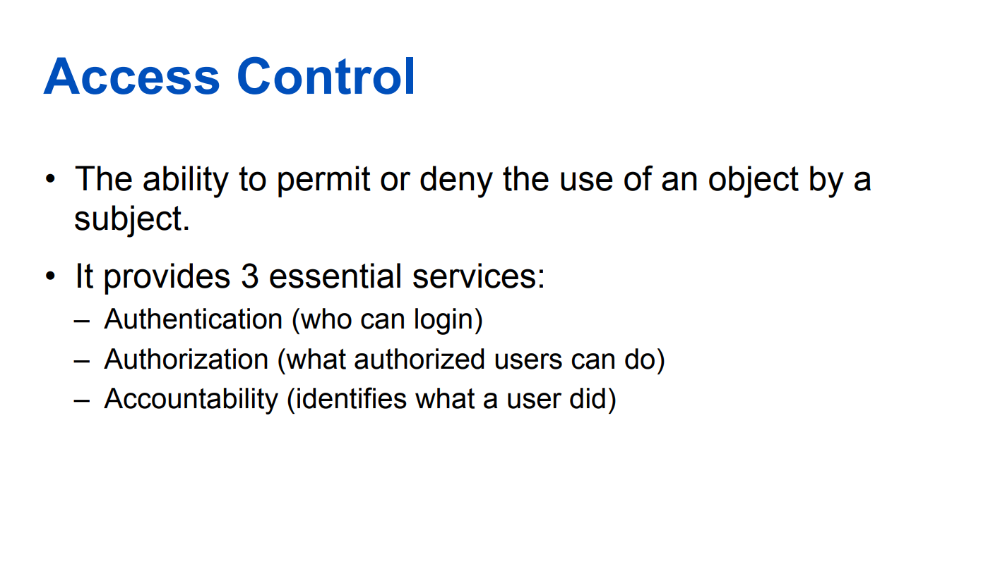 Access Control
• The ability to permit or deny the use of an object by a
subject.
• It provides 3 essential services:
– Authentication (who can login)
– Authorization (what authorized users can do)
– Accountability (identifies what a user did)